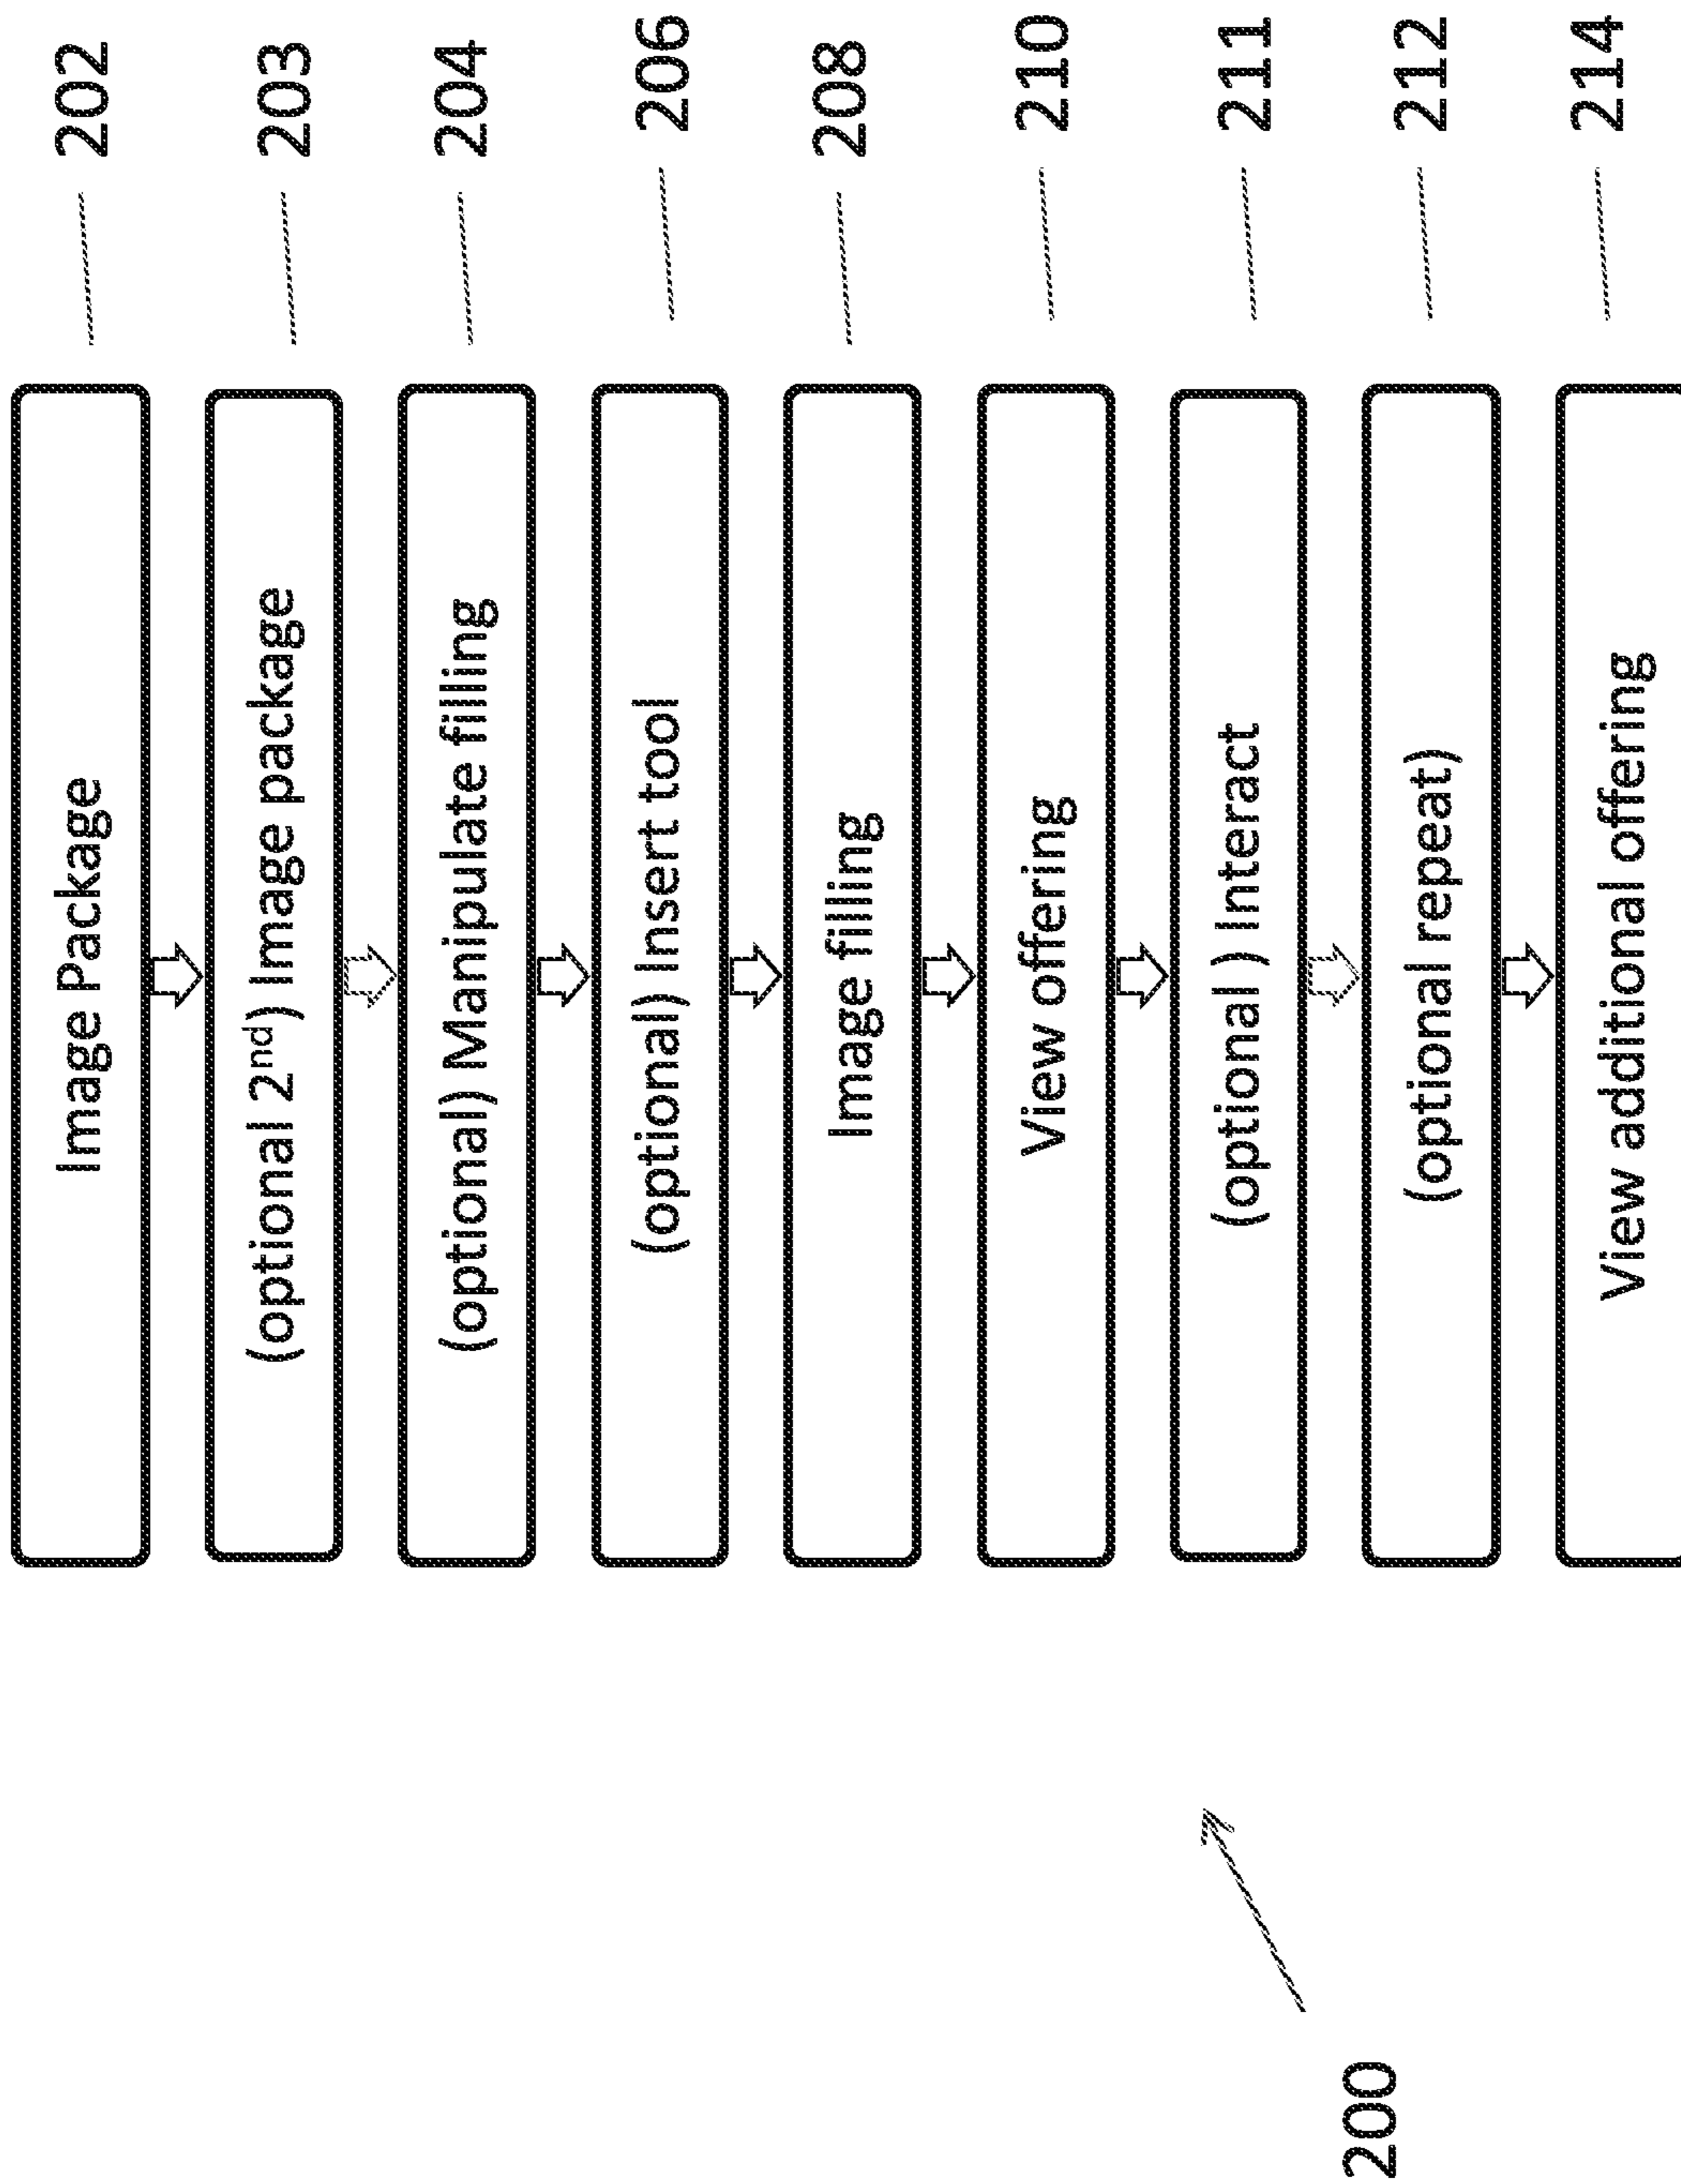 Image Package
202
(optional 2nd) Image package
203
(optional) Manipulate filling
204
(optional) Insert tool
206
Image filling
208
View offering
210
(optional ) Interact
211
(optional repeat)
212
View additional offering
214
200